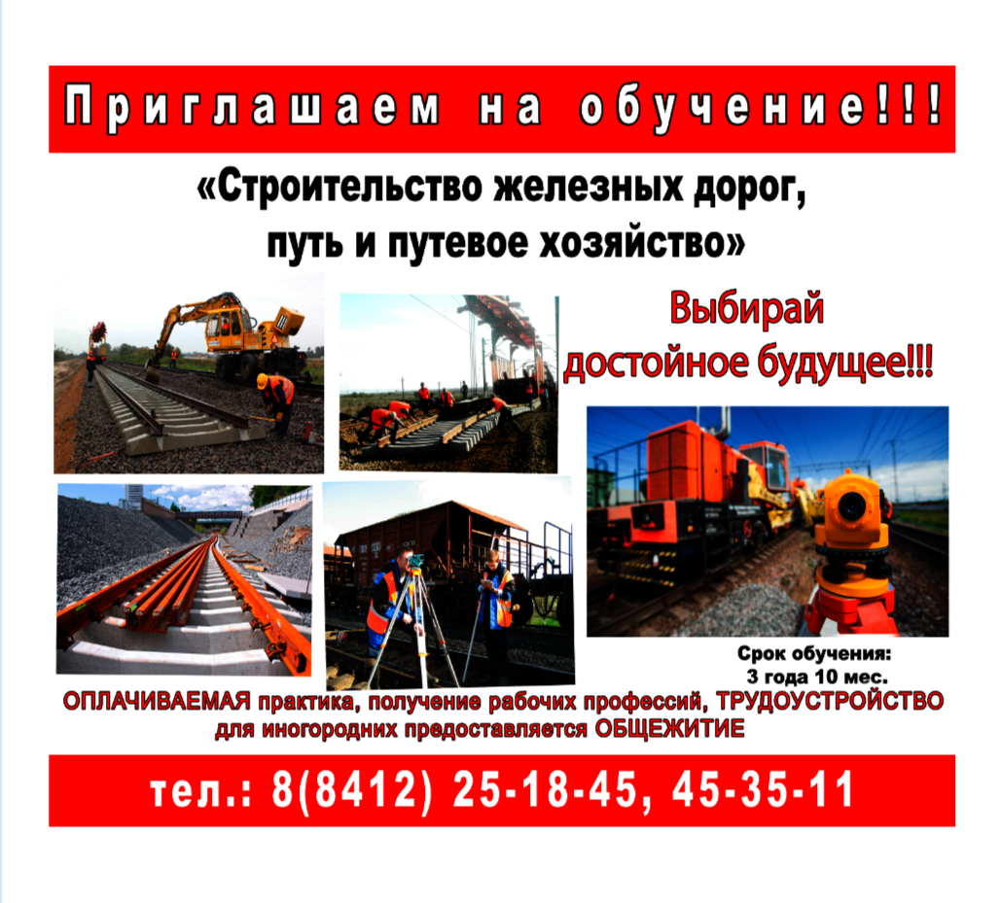 Приглашаем на обучение!!!
«Строительство железных дорог,
путь и путевое хозяйство»
Выбирай
достойное будущее!!!
Срок обучения:
3 года 10 мес.
ОПЛАЧИВАЕМАЯ практика, получение рабочих профессий, ТРУДОУСТРОЙСТВО
для иногородних предоставляется ОБЩЕЖИТИЕ
тел.: 8(8412) 25-18-45, 45-35-11